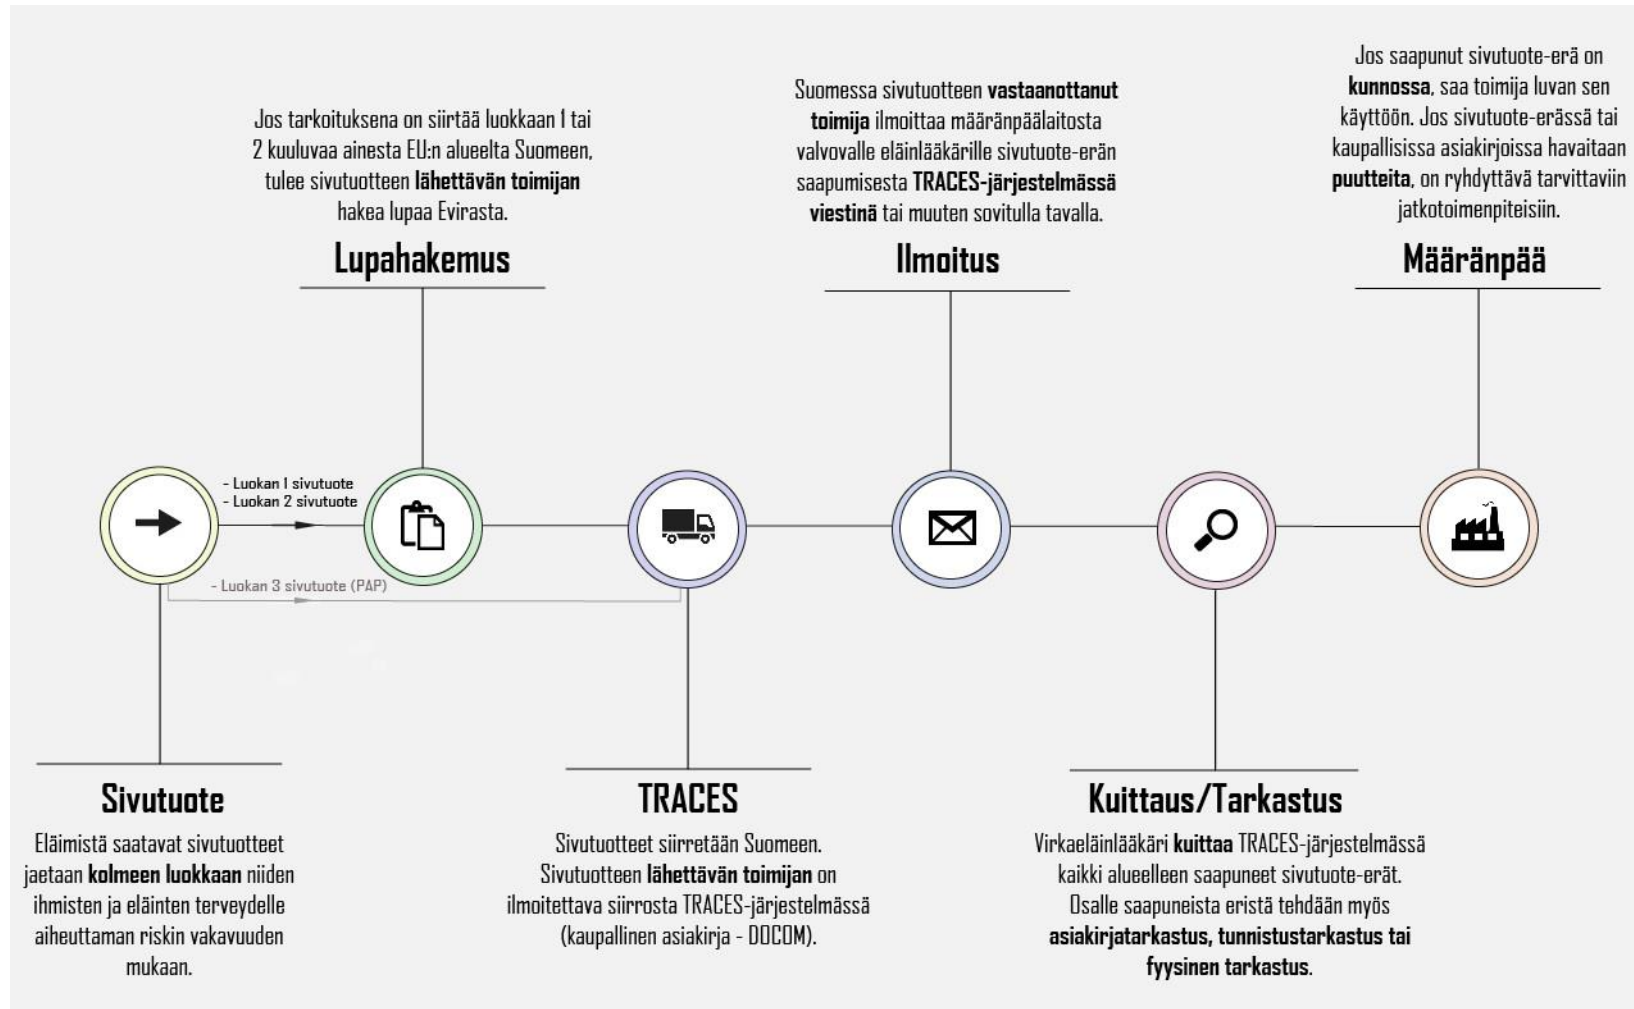 Jos tarkoituksena on siirtää luokkaan 1 tai
2 kuuluvaa ainesta EU:n alueelta Suomeen,
tulee sivutuotteen lähettävän toimijan
hakea lupaa Evirasta.
Lupahakemus
Suomessa sivutuotteen vastaanottanut
toimija ilmoittaa määränpäälaitosta
valvovalle eläinlääkärille sivutuote-erän
saapumisesta TRACES-järjestelmässä
viestinä tai muuten sovitulla tavalla.
Ilmoitus
Jos saapunut sivutuote-erä on
kunnossa, saa toimija luvan sen
käyttöön. Jos sivutuote-erässä tai
kaupallisissa asiakirjoissa havaitaan
puutteita, on ryhdyttävä tarvittaviin
jatkotoimenpiteisiin.
Määränpää
- Luokan 1 sivutuote
- Luokan 2 sivutuote
- Luokan 3 sivutuote (PAP)
Sivutuote
Eläimistä saatavat sivutuotteet
jaetaan kolmeen luokkaan niiden
ihmisten ja eläinten terveydelle
aiheuttaman riskin vakavuuden
mukaan.
TRACES
Sivutuotteet siirretään Suomeen.
Sivutuotteen lähettävän toimijan on
ilmoitettava siirrosta TRACES-järjestelmässä
(kaupallinen asiakirja - DOCOM).
Kuittaus/Tarkastus
Virkaeläinlääkäri kuittaa TRACES-järjestelmässä
kaikki alueelleen saapuneet sivutuote-erät.
Osalle saapuneista eristä tehdään myös
asiakirjatarkastus, tunnistustarkastus tai
fyysinen tarkastus.